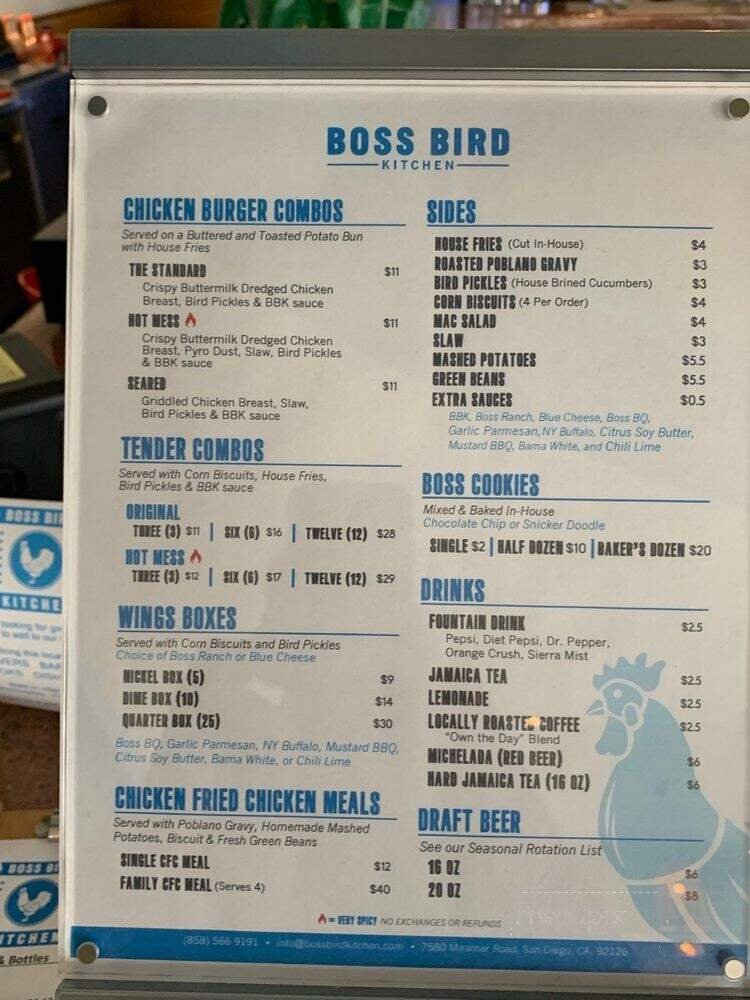 BOSS BIRD
KITCHEN
CHICKEN BURGER COMBOS
Served on a Buttered and Toasted Potato Bun
with House Fries
THE STANDARD $11
Crispy Buttermilk Dredged Chicken
Breast, Bird Pickles & BBK sauce
HOT MESS $11
Crispy Buttermilk Dredged Chicken
Breast, Pyro Dust, Slaw, Bird Pickles
& BBK sauce
SEARED $11
Griddled Chicken Breast, Slaw,
Bird Pickles & BBK sauce
TENDER COMBOS
Served with Corn Biscuits, House Fries,
Bird Pickles & BBK sauce
ORIGINAL
THREE (3) $11 | SIX (6) $16 | TWELVE (12) $28
HOT MESS
THREE (3) $12 | SIX (6) $17 | TWELVE (12) $29
WINGS BOXES
Served with Corn Biscuits and Bird Pickles
Choice of Boss Ranch or Blue Cheese
NICKEL BOX (5) $9
DIME BOX (10) $14
QUARTER BOX (25) $30
Boss BQ, Garlic Parmesan, NY Buffalo, Mustard BBQ,
Citrus Soy Butter, Bama White, or Chili Lime
CHICKEN FRIED CHICKEN MEALS
Served with Poblano Gravy, Homemade Mashed
Potatoes, Biscuit & Fresh Green Beans
SINGLE CFC MEAL $12
FAMILY CFC MEAL (Serves 4) $40
SIDES
HOUSE FRIES (Cut In-House) $4
ROASTED POBLANO GRAVY $3
BIRD PICKLES (House Brined Cucumbers) $3
CORN BISCUITS (4 Per Order) $4
MAC SALAD $4
SLAW $3
MASHED POTATOES $5.5
GREEN BEANS $5.5
EXTRA SAUCES $0.5
BBK, Boss Ranch, Blue Cheese, Boss BQ,
Garlic Parmesan, NY Buffalo, Citrus Soy Butter,
Mustard BBQ, Bama White, and Chili Lime
BOSS COOKIES
Mixed & Baked In-House
Chocolate Chip or Snicker Doodle
SINGLE $2 | HALF DOZEN $10 | BAKER'S DOZEN $20
DRINKS
FOUNTAIN DRINK $2.5
Pepsi, Diet Pepsi, Dr. Pepper,
Orange Crush, Sierra Mist
JAMAICA TEA $2.5
LEMONADE $2.5
LOCALLY ROASTED COFFEE $2.5
"Own the Day" Blend
MICHELADA (RED BEER) $6
HARD JAMAICA TEA (16 OZ) $6
DRAFT BEER
See our Seasonal Rotation List
16 OZ $6
20 OZ $8
= VERY SPICY NO EXCHANGES OR REFUNDS
(858) 566 9191 • info@bossbirdkitchen.com • 7580 Miramar Road, San Diego, CA, 92126
menupix
BOSS BI
KITCHE
BOSS BI
ITCHEN
& Bottles